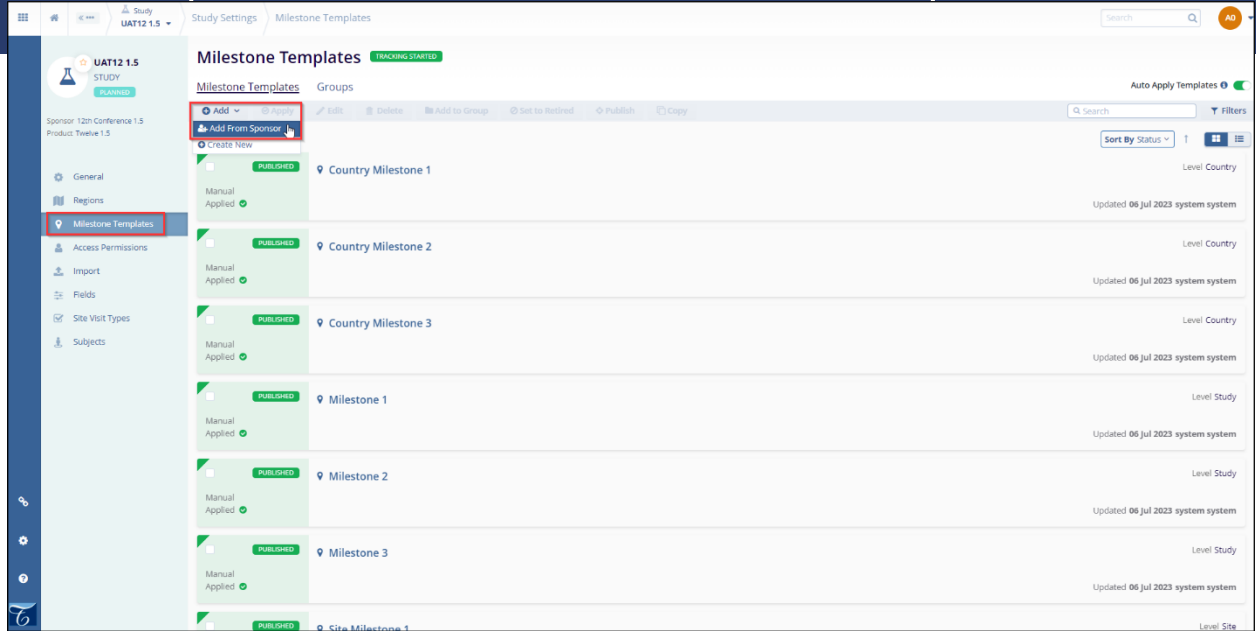 Study
UAT12 1.5
Study Settings
Milestone Templates
Search
AO
UAT12 1.5
STUDY
PLANNED
Sponsor 12th Conference 1.5
Product Twelve 1.5
General
Regions
Milestone Templates
Access Permissions
Import
Fields
Site Visit Types
Subjects
Milestone Templates TRACKING STARTED
Milestone Templates Groups
Auto Apply Templates
Add Apply Edit Delete Add to Group Set to Retired Publish Copy
Search
Filters
Add From Sponsor
Create New
Sort By Status
PUBLISHED
Country Milestone 1
Level Country
Manual
Applied
Updated 06 Jul 2023 system system
PUBLISHED
Country Milestone 2
Level Country
Manual
Applied
Updated 06 Jul 2023 system system
PUBLISHED
Country Milestone 3
Level Country
Manual
Applied
Updated 06 Jul 2023 system system
PUBLISHED
Milestone 1
Level Study
Manual
Applied
Updated 06 Jul 2023 system system
PUBLISHED
Milestone 2
Level Study
Manual
Applied
Updated 06 Jul 2023 system system
PUBLISHED
Milestone 3
Level Study
Manual
Applied
Updated 06 Jul 2023 system system
PUBLISHED
Site Milestone 1
Level Site